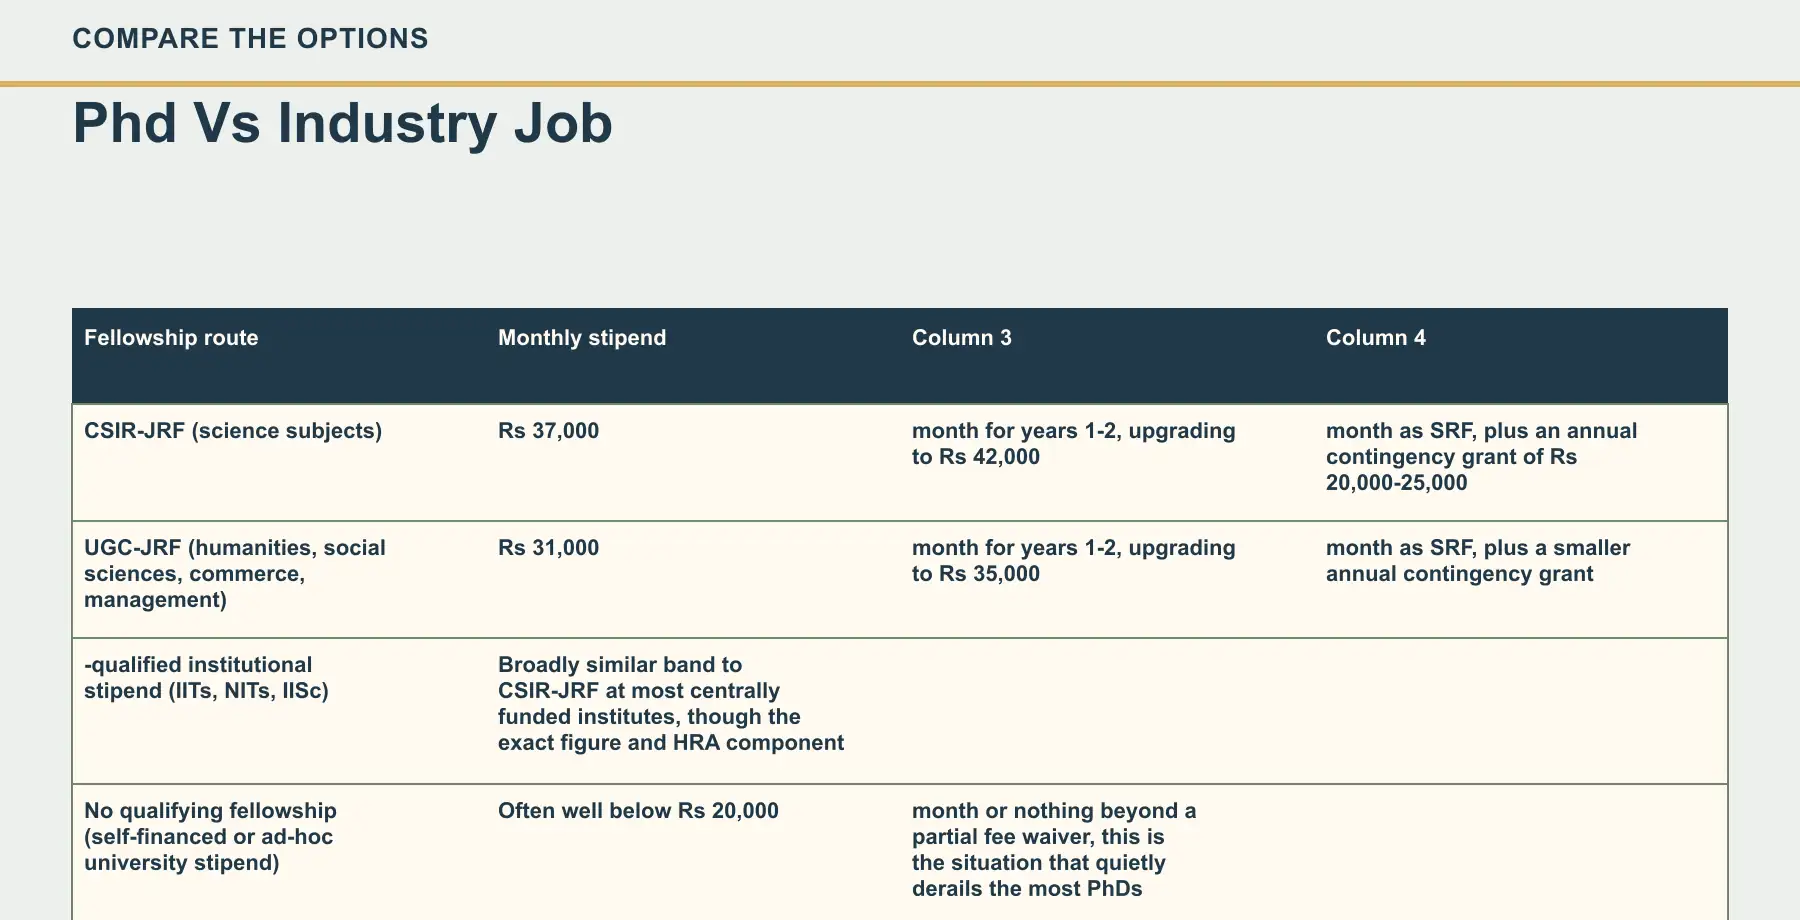 COMPARE THE OPTIONS
Phd Vs Industry Job
Fellowship route
Monthly stipend
Column 3
Column 4
CSIR-JRF (science subjects)
Rs 37,000
month for years 1-2, upgrading
to Rs 42,000
month as SRF, plus an annual
contingency grant of Rs
20,000-25,000
UGC-JRF (humanities, social
sciences, commerce,
management)
Rs 31,000
month for years 1-2, upgrading
to Rs 35,000
month as SRF, plus a smaller
annual contingency grant
-qualified institutional
stipend (IITs, NITs, IISc)
Broadly similar band to
CSIR-JRF at most centrally
funded institutes, though the
exact figure and HRA component
No qualifying fellowship
(self-financed or ad-hoc
university stipend)
Often well below Rs 20,000
month or nothing beyond a
partial fee waiver, this is
the situation that quietly
derails the most PhDs